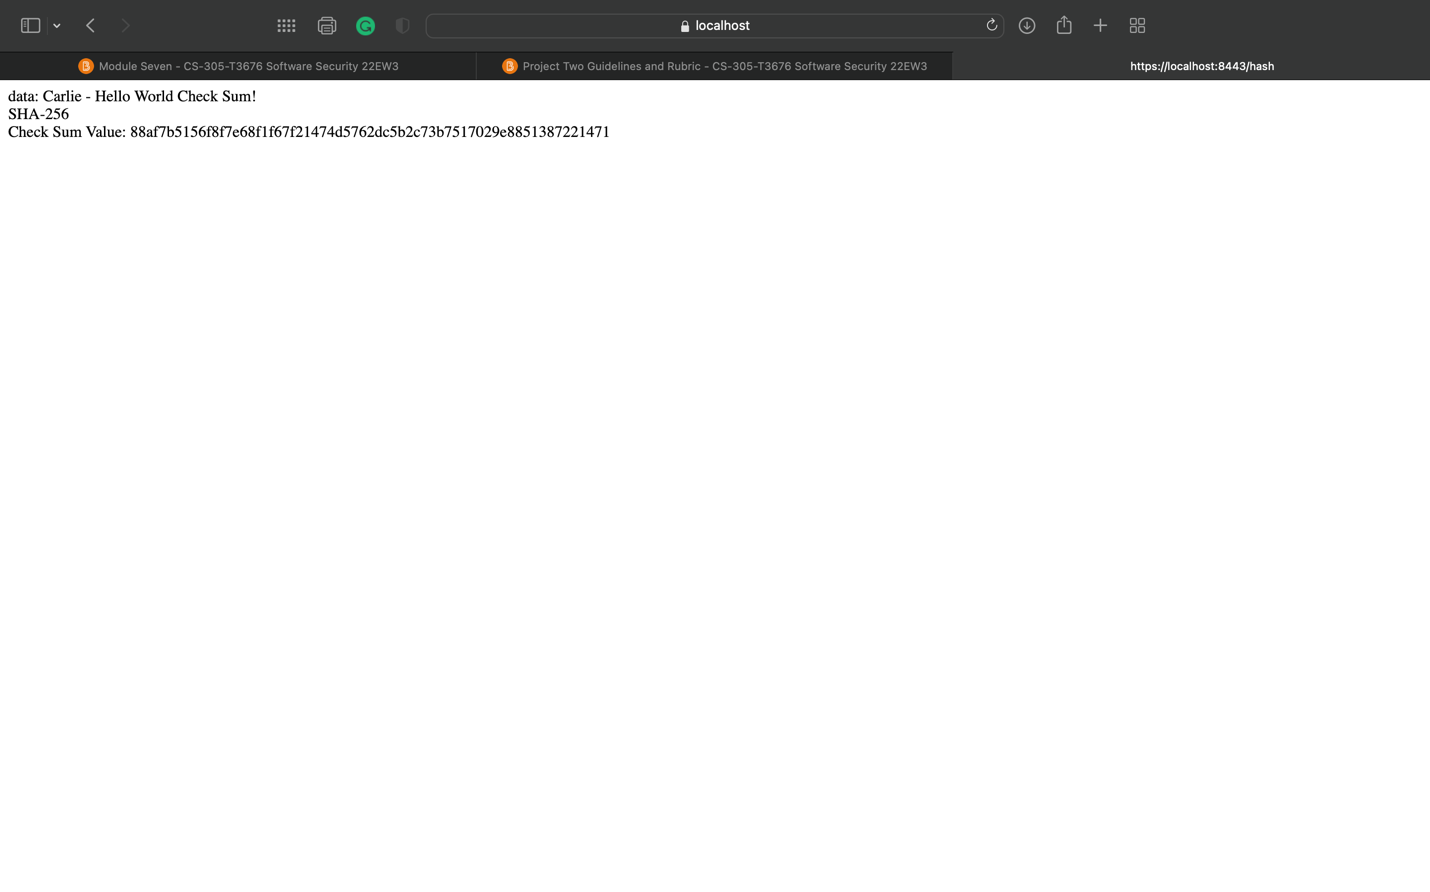 localhost
Module Seven - CS-305-T3676 Software Security 22EW3
Project Two Guidelines and Rubric - CS-305-T3676 Software Security 22EW3
https://localhost:8443/hash
data: Carlie - Hello World Check Sum!
SHA-256
Check Sum Value: 88af7b5156f8f7e68f1f67f21474d5762dc5b2c73b7517029e8851387221471